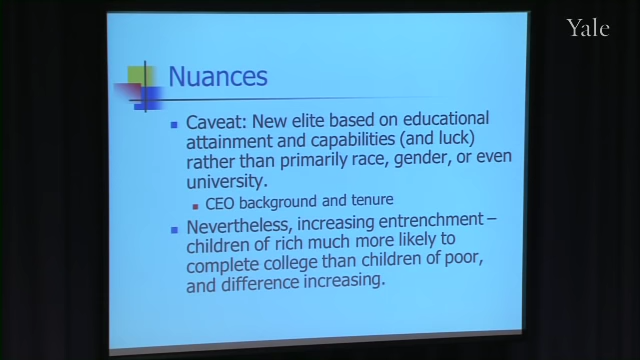 Yale
Nuances
Caveat: New elite based on educational
attainment and capabilities (and luck)
rather than primarily race, gender, or even
university.
CEO background and tenure
Nevertheless, increasing entrenchment –
children of rich much more likely to
complete college than children of poor,
and difference increasing.